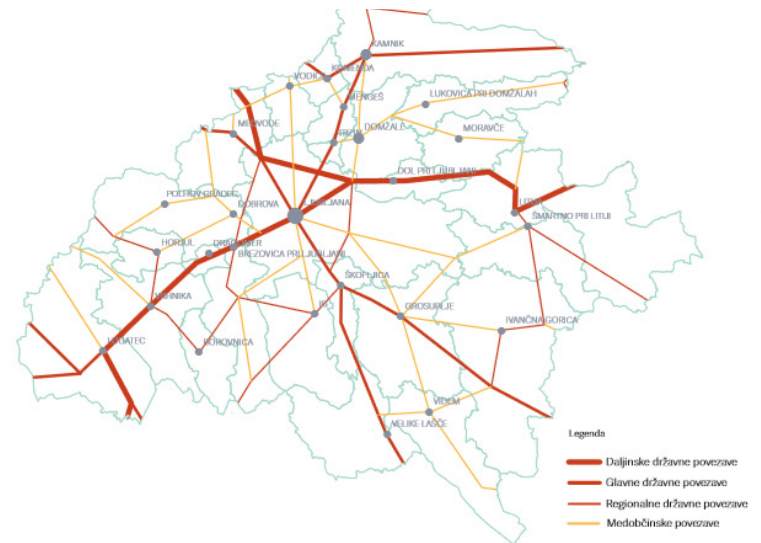 KAMNIK
KOMENDA
VODICE
MENGEŠ
LUKOVICA PRI DOMŽALAH
MEDVODE
TRZIN
DOMŽALE
MORAVČE
DOL PRI LJUBLJANI
POLHOV GRADEC
DOBROVA
LJUBLJANA
LITIJA
ŠMARTNO PRI LITIJI
HORJUL
BREZOVICA PRI LJUBLJANI
ŠKOFLJICA
VRHNIKA
IG
GROSUPLJE
IVANČNA GORICA
LOGATEC
BOROVNICA
VIDEM
VELIKE LAŠČE
Legenda
Daljinske državne povezave
Glavne državne povezave
Regionalne državne povezave
Medobčinske povezave